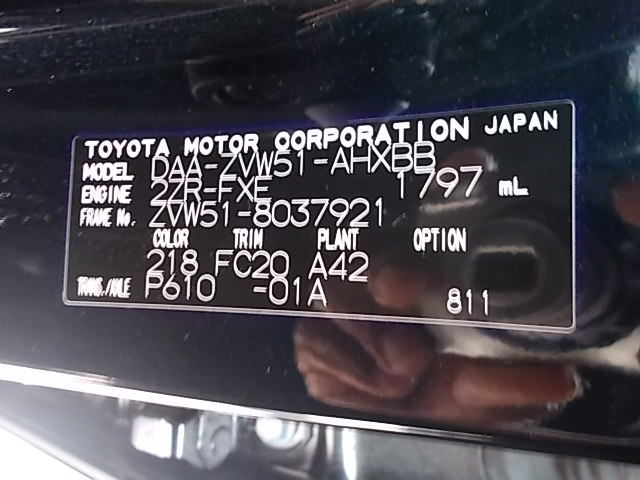 TOYOTA MOTOR CORPORATION JAPAN
MODEL DAA-ZVW51-AHXBB
ENGINE 2ZR-FXE 1797 mL
FRAME No. ZVW51-8037921
COLOR TRIM PLANT OPTION
218 FC20 A42
TRANS./AXLE P610 -01A 811